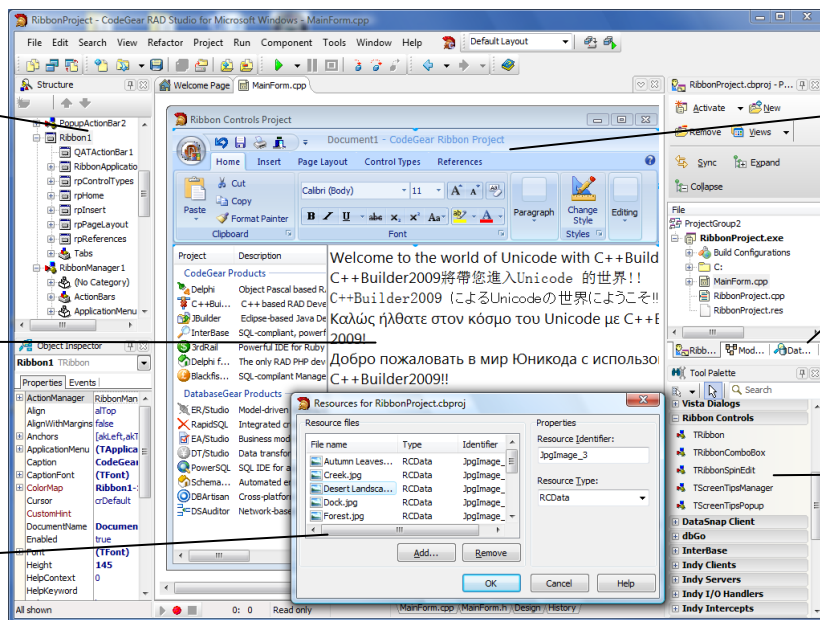 RibbonProject - CodeGear RAD Studio for Microsoft Windows - MainForm.cpp
File Edit Search View Refactor Project Run Component Tools Window Help
Default Layout
Structure
PopupActionBar2
Ribbon1
QATActionBar1
RibbonApplicatio
rpControlTypes
rpHome
rpInsert
rpPageLayout
rpReferences
Tabs
RibbonManager1
(No Category)
ActionBars
ApplicationMenu
Object Inspector
Ribbon1 TRibbon
Properties Events
ActionManager RibbonMan
Align alTop
AlignWithMargins false
Anchors [akLeft,akT
ApplicationMenu (TApplica
Caption CodeGear
CaptionFont (TFont)
ColorMap Ribbon1-
Cursor crDefault
CustomHint
DocumentName Documen
Enabled true
Font (TFont)
Height 145
HelpContext 0
HelpKeyword
All shown
Welcome Page MainForm.cpp
Ribbon Controls Project
Document1 - CodeGear Ribbon Project
Home Insert Page Layout Control Types References
Paste
Cut
Copy
Format Painter
Clipboard
Calibri (Body) 11
Font
Paragraph
Change
Style
Styles
Editing
Project Description
CodeGear Products
Delphi Object Pascal based R
C++Bui... C++ based RAD Deve
JBuilder Eclipse-based Java De
InterBase SQL-compliant, powerf
3rdRail Powerful IDE for Ruby
Delphi f... The only RAD PHP dev
Blackfis... SQL-compliant Manage
DatabaseGear Products
ER/Studio Model-driven
RapidSQL Integrated cr
EA/Studio Business mod
DT/Studio Data transfor
PowerSQL SQL IDE for a
Schema... Automated e
DBArtisan Cross-platfor
DSAuditor Network-base
Welcome to the world of Unicode with C++Build
C++Builder2009將帶您進入Unicode 的世界!!
C++Builder2009 によるUnicodeの世界にようこそ!!
Καλώς ήλθατε στον κόσμο του Unicode με C++B
2009!
Добро пожаловать в мир Юникода с использо
C++Builder2009!!
Resources for RibbonProject.cbproj
Resource files
File name Type Identifier
Autumn Leaves... RCData JpgImage_
Creek.jpg RCData JpgImage_
Desert Landsca... RCData JpgImage_
Dock.jpg RCData JpgImage_
Forest.jpg RCData JpgImage_
Add... Remove
Properties
Resource Identifier:
JpgImage_3
Resource Type:
RCData
OK Cancel Help
0: 0 Read only
MainForm.cpp MainForm.h Design History
RibbonProject.cbproj - P...
Activate New
Remove Views
Sync Expand
Collapse
File
ProjectGroup2
RibbonProject.exe
Build Configurations
C:
MainForm.cpp
RibbonProject.cpp
RibbonProject.res
Ribb... Mod... Dat...
Tool Palette
Search
Vista Dialogs
Ribbon Controls
TRibbon
TRibbonComboBox
TRibbonSpinEdit
TScreenTipsManager
TScreenTipsPopup
DataSnap Client
dbGo
InterBase
Indy Clients
Indy Servers
Indy I/O Handlers
Indy Intercepts